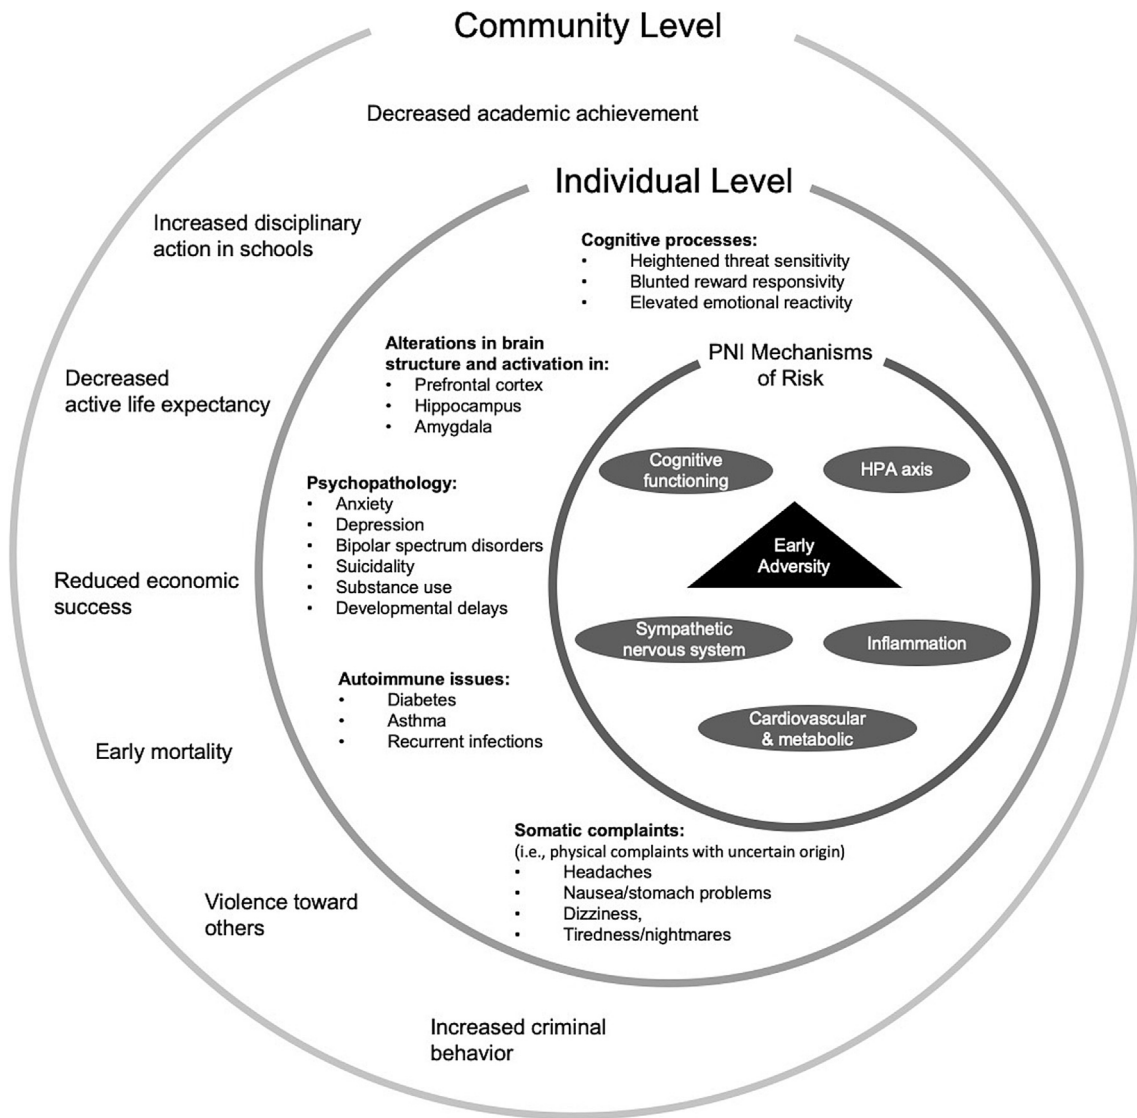 Community Level
Decreased academic achievement
Individual Level
Increased disciplinary
action in schools
Cognitive processes:
• Heightened threat sensitivity
• Blunted reward responsivity
• Elevated emotional reactivity
Alterations in brain
structure and activation in:
• Prefrontal cortex
• Hippocampus
• Amygdala
PNI Mechanisms
of Risk
Decreased
active life expectancy
Cognitive
functioning
HPA axis
Psychopathology:
• Anxiety
• Depression
• Bipolar spectrum disorders
• Suicidality
• Substance use
• Developmental delays
Early
Adversity
Reduced economic
success
Sympathetic
nervous system
Inflammation
Autoimmune issues:
• Diabetes
• Asthma
• Recurrent infections
Cardiovascular
& metabolic
Early mortality
Somatic complaints:
(i.e., physical complaints with uncertain origin)
• Headaches
• Nausea/stomach problems
• Dizziness,
• Tiredness/nightmares
Violence toward
others
Increased criminal
behavior